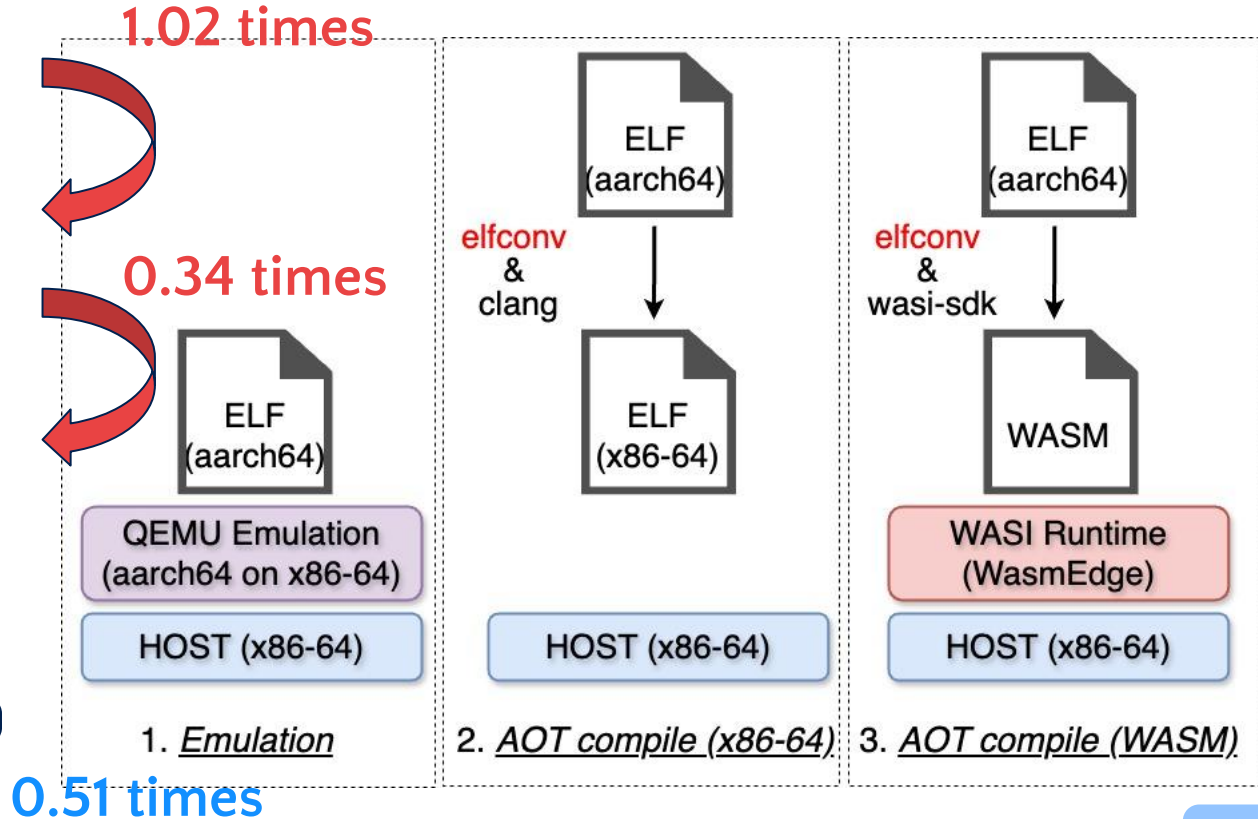 1.02 times
0.34 times
ELF
(aarch64)
QEMU Emulation
(aarch64 on x86-64)
HOST (x86-64)
1. Emulation
0.51 times
ELF
(aarch64)
elfconv
&
clang
ELF
(x86-64)
HOST (x86-64)
2. AOT compile (x86-64)
ELF
(aarch64)
elfconv
&
wasi-sdk
WASM
WASI Runtime
(WasmEdge)
HOST (x86-64)
3. AOT compile (WASM)